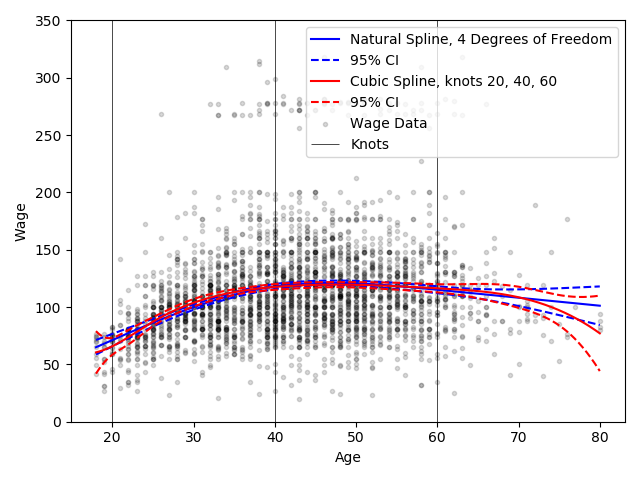 350
300
250
200
150
100
50
0
Wage
20
30
40
50
60
70
80
Age
Natural Spline, 4 Degrees of Freedom
95% CI
Cubic Spline, knots 20, 40, 60
95% CI
Wage Data
Knots